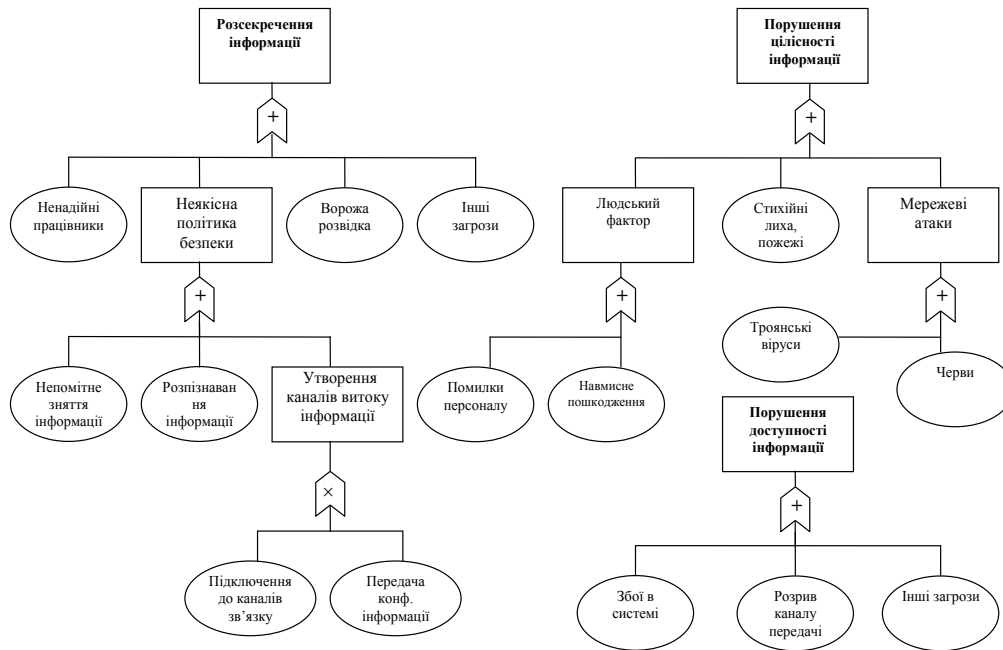 Розсекречення
інформації
+
Ненадійні
працівники
Неякісна
політика
безпеки
Ворожа
розвідка
Інші
загрози
+
Непомітне
зняття
інформації
Розпізнаван
ня
інформації
Утворення
каналів витоку
інформації
×
Підключення
до каналів
зв’язку
Передача
конф.
інформації
Порушення
цілісності
інформації
+
Людський
фактор
Стихійні
лиха,
пожежі
Мережеві
атаки
+
+
Помилки
персоналу
Навмисне
пошкодження
Троянські
віруси
Черви
Порушення
доступності
інформації
+
Збої в
системі
Розрив
каналу
передачі
Інші загрози